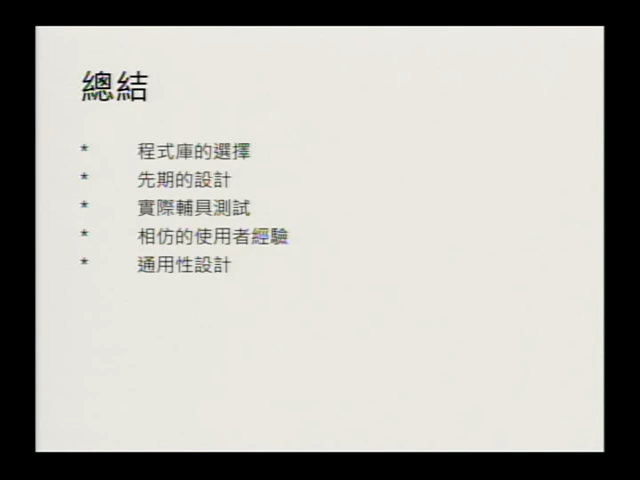 總結
* 程式庫的選擇
* 先期的設計
* 實際輔具測試
* 相仿的使用者經驗
* 通用性設計